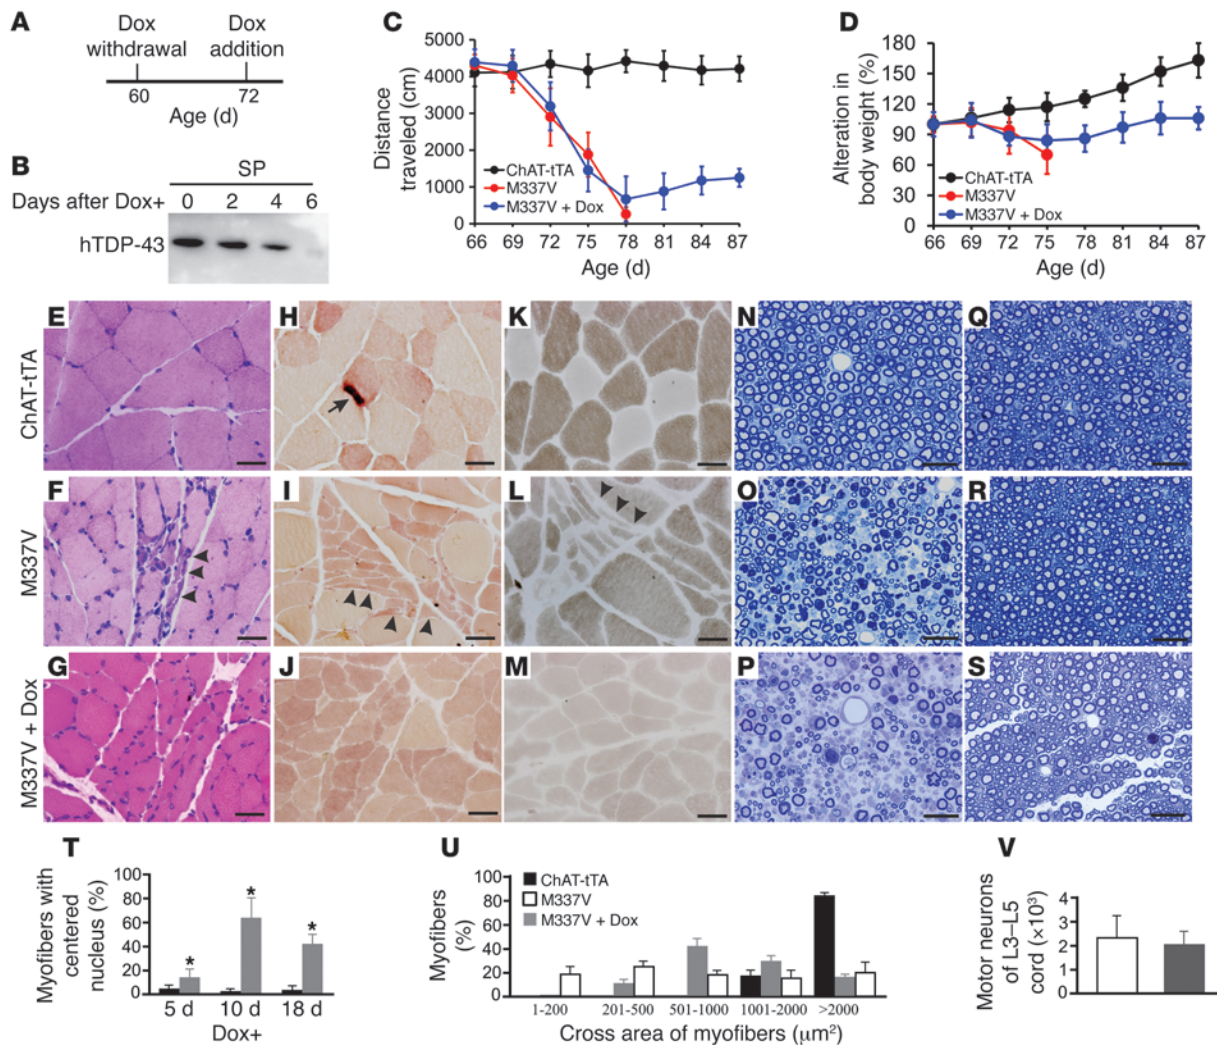 A
Dox
withdrawal
Dox
addition
60
72
Age (d)
B
SP
Days after Dox+
0 2 4 6
hTDP-43
C
Distance
traveled (cm)
5000
4000
3000
2000
1000
0
ChAT-tTA
M337V
M337V + Dox
66 69 72 75 78 81 84 87
Age (d)
D
Alteration in
body weight (%)
180
150
120
90
60
30
0
ChAT-tTA
M337V
M337V + Dox
66 69 72 75 78 81 84 87
Age (d)
ChAT-tTA
E
H
K
N
Q
M337V
F
I
L
O
R
M337V + Dox
G
J
M
P
S
T
Myofibers with
centered
nucleus (%)
100
80
60
40
20
0
* * *
5 d 10 d 18 d
Dox+
U
Myofibers
(%)
100
80
60
40
20
0
ChAT-tTA
M337V
M337V + Dox
1-200 201-500 501-1000 1001-2000 >2000
Cross area of myofibers (μm²)
V
Motor neurons
of L3–L5
cord (×10³)
4
3
2
1
0